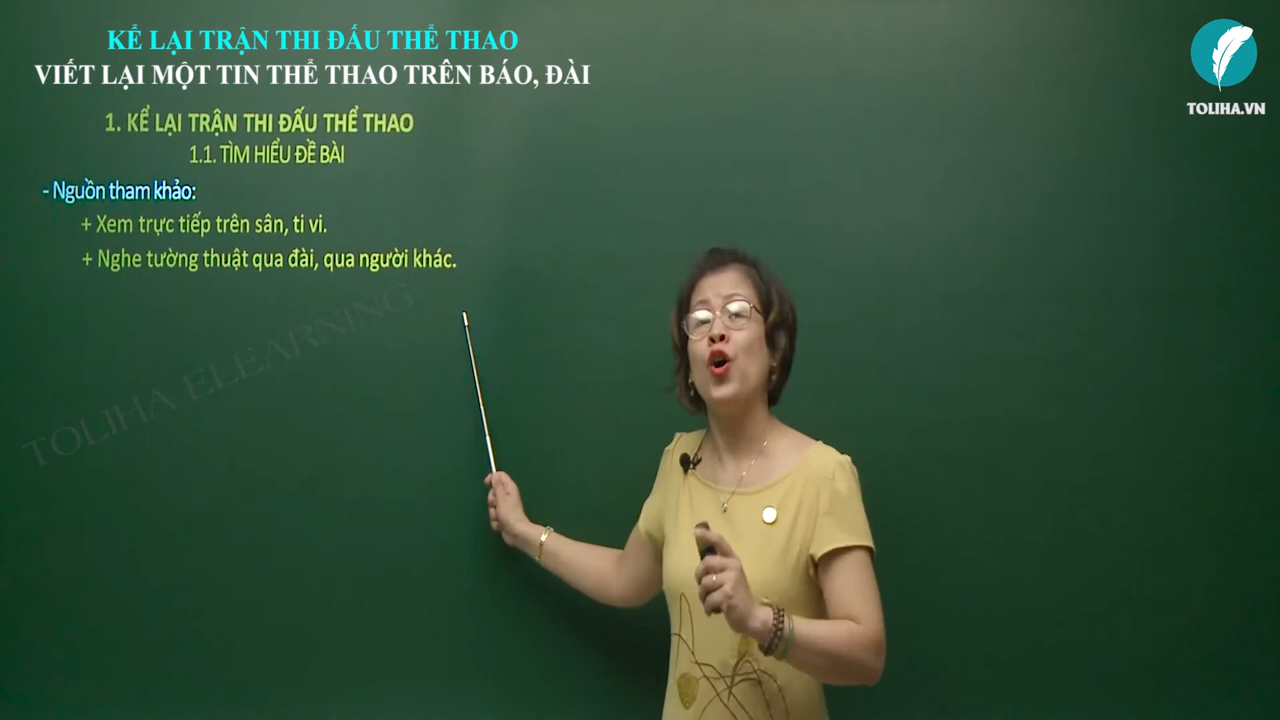 KỂ LẠI TRẬN THI ĐẤU THỂ THAO
VIẾT LẠI MỘT TIN THỂ THAO TRÊN BÁO, ĐÀI
TOLIHA.VN
1. KỂ LẠI TRẬN THI ĐẤU THỂ THAO
1.1. TÌM HIỂU ĐỀ BÀI
- Nguồn tham khảo:
+ Xem trực tiếp trên sân, ti vi.
+ Nghe tường thuật qua đài, qua người khác.
TOLIHA ELEARNING